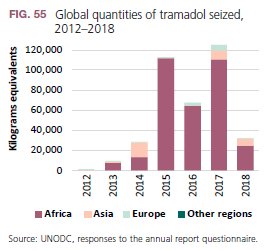 FIG. 55 Global quantities of tramadol seized,
2012–2018
Kilograms equivalents
120,000
100,000
80,000
60,000
40,000
20,000
0
2012 2013 2014 2015 2016 2017 2018
Africa Asia Europe Other regions
Source: UNODC, responses to the annual report questionnaire.